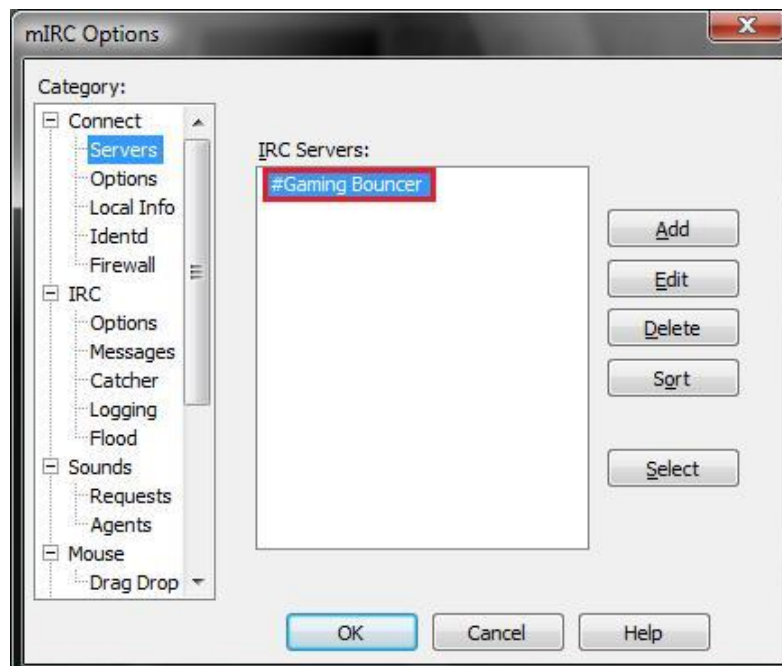 mIRC Options
Category:
Connect
Servers
Options
Local Info
Identd
Firewall
IRC
Options
Messages
Catcher
Logging
Flood
Sounds
Requests
Agents
Mouse
Drag Drop
IRC Servers:
#Gaming Bouncer
Add
Edit
Delete
Sort
Select
OK
Cancel
Help